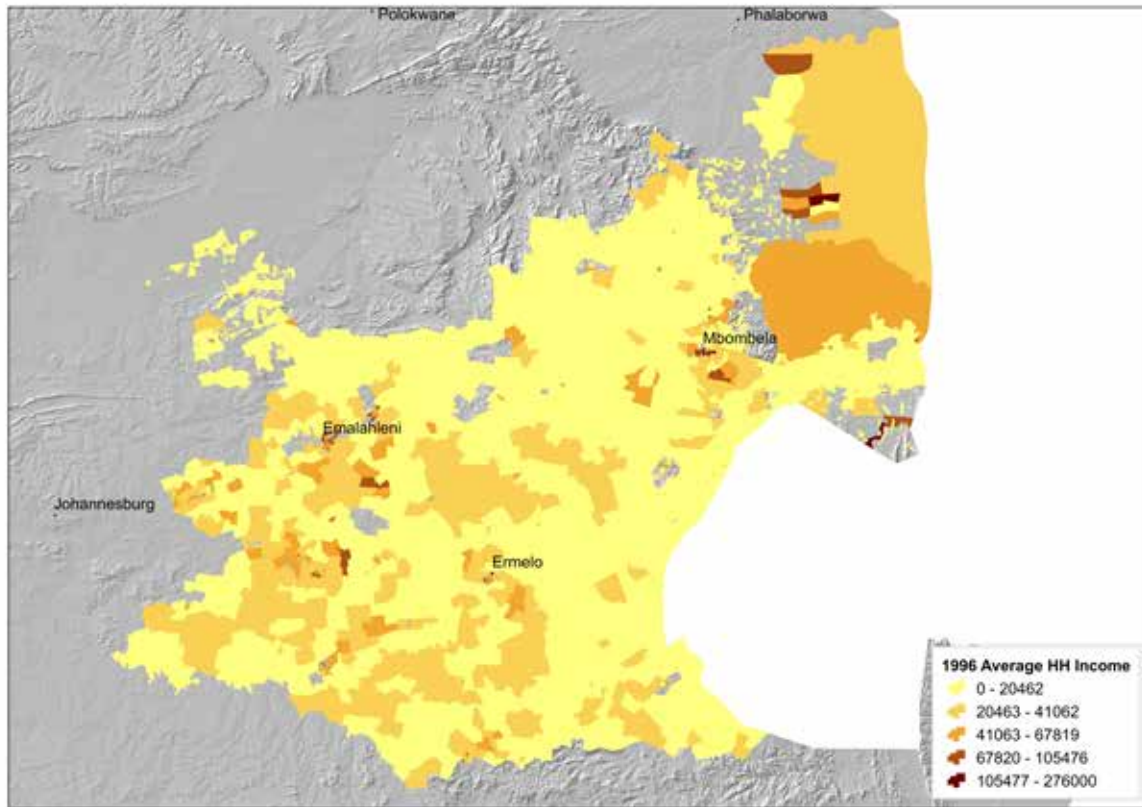 Polokwane
Phalaborwa
Mbombela
Emalahleni
Johannesburg
Ermelo
1996 Average HH Income
0 - 20462
20463 - 41062
41063 - 67819
67820 - 105476
105477 - 276000